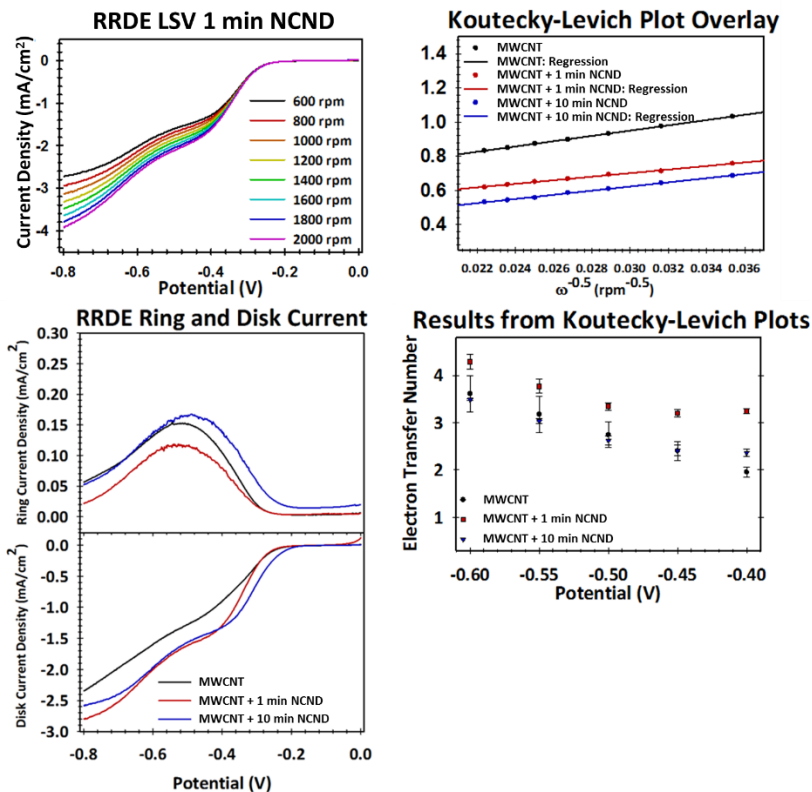 RRDE LSV 1 min NCND
Current Density (mA/cm2)
0
-1
-2
-3
-4
600 rpm
800 rpm
1000 rpm
1200 rpm
1400 rpm
1600 rpm
1800 rpm
2000 rpm
-0.8 -0.6 -0.4 -0.2 0.0
Potential (V)
Koutecky-Levich Plot Overlay
1.4
1.2
1.0
0.8
0.6
0.4
MWCNT
MWCNT: Regression
MWCNT + 1 min NCND
MWCNT + 1 min NCND: Regression
MWCNT + 10 min NCND
MWCNT + 10 min NCND: Regression
0.022 0.024 0.026 0.028 0.030 0.032 0.034 0.036
ω-0.5 (rpm-0.5)
RRDE Ring and Disk Current
Ring Current Density (mA/cm2)
0.30
0.25
0.20
0.15
0.10
0.05
0.00
Disk Current Density (mA/cm2)
0.0
-0.5
-1.0
-1.5
-2.0
-2.5
-3.0
MWCNT
MWCNT + 1 min NCND
MWCNT + 10 min NCND
-0.8 -0.6 -0.4 -0.2 0.0
Potential (V)
Results from Koutecky-Levich Plots
Electron Transfer Number
4
3
2
1
MWCNT
MWCNT + 1 min NCND
MWCNT + 10 min NCND
-0.60 -0.55 -0.50 -0.45 -0.40
Potential (V)